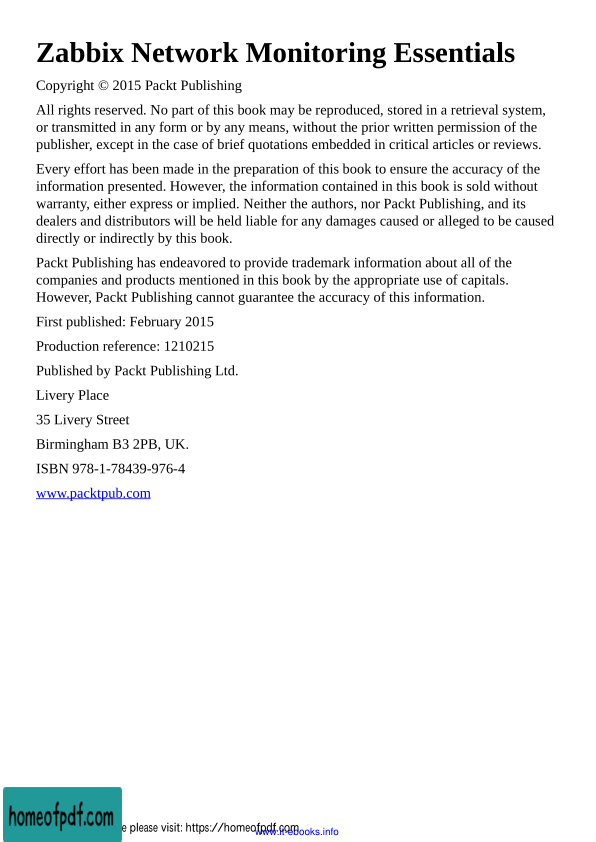 Zabbix Network Monitoring Essentials
Copyright © 2015 Packt Publishing
All rights reserved. No part of this book may be reproduced, stored in a retrieval system,
or transmitted in any form or by any means, without the prior written permission of the
publisher, except in the case of brief quotations embedded in critical articles or reviews.
Every effort has been made in the preparation of this book to ensure the accuracy of the
information presented. However, the information contained in this book is sold without
warranty, either express or implied. Neither the authors, nor Packt Publishing, and its
dealers and distributors will be held liable for any damages caused or alleged to be caused
directly or indirectly by this book.
Packt Publishing has endeavored to provide trademark information about all of the
companies and products mentioned in this book by the appropriate use of capitals.
However, Packt Publishing cannot guarantee the accuracy of this information.
First published: February 2015
Production reference: 1210215
Published by Packt Publishing Ltd.
Livery Place
35 Livery Street
Birmingham B3 2PB, UK.
ISBN 978-1-78439-976-4
www.packtpub.com
homeofpdf.com
e please visit: https://homeofpdf.com
www.it-ebooks.info